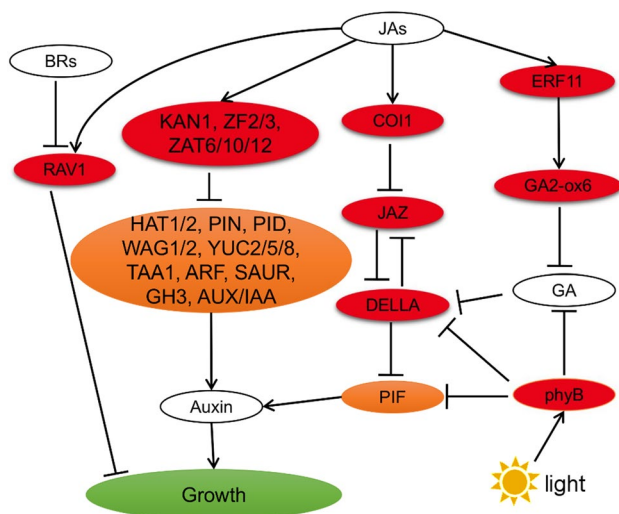 JAs
BRs
ERF11
KAN1, ZF2/3,
ZAT6/10/12
COI1
RAV1
GA2-ox6
JAZ
HAT1/2, PIN, PID,
WAG1/2, YUC2/5/8,
TAA1, ARF, SAUR,
GH3, AUX/IAA
GA
DELLA
Auxin
PIF
phyB
Growth
light